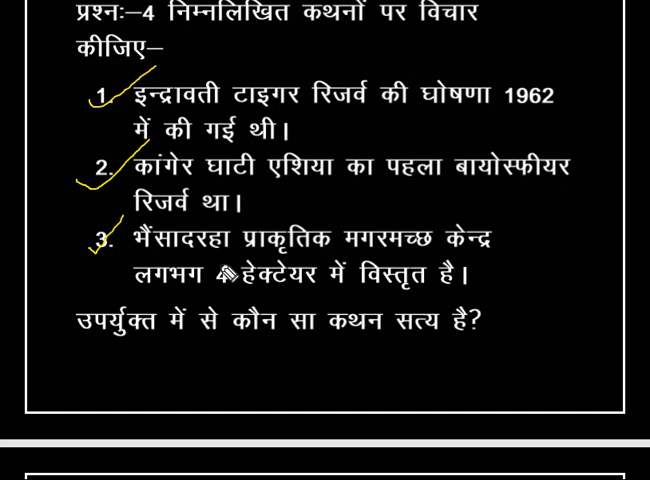 प्रश्नः–4 निम्नलिखित कथनों पर विचार
कीजिए–
1. इन्द्रावती टाइगर रिजर्व की घोषणा 1962
में की गई थी।
2. कांगेर घाटी एशिया का पहला बायोस्फीयर
रिजर्व था।
3. भैंसादरहा प्राकृतिक मगरमच्छ केन्द्र
लगभग हेक्टेयर में विस्तृत है।
उपर्युक्त में से कौन सा कथन सत्य है?